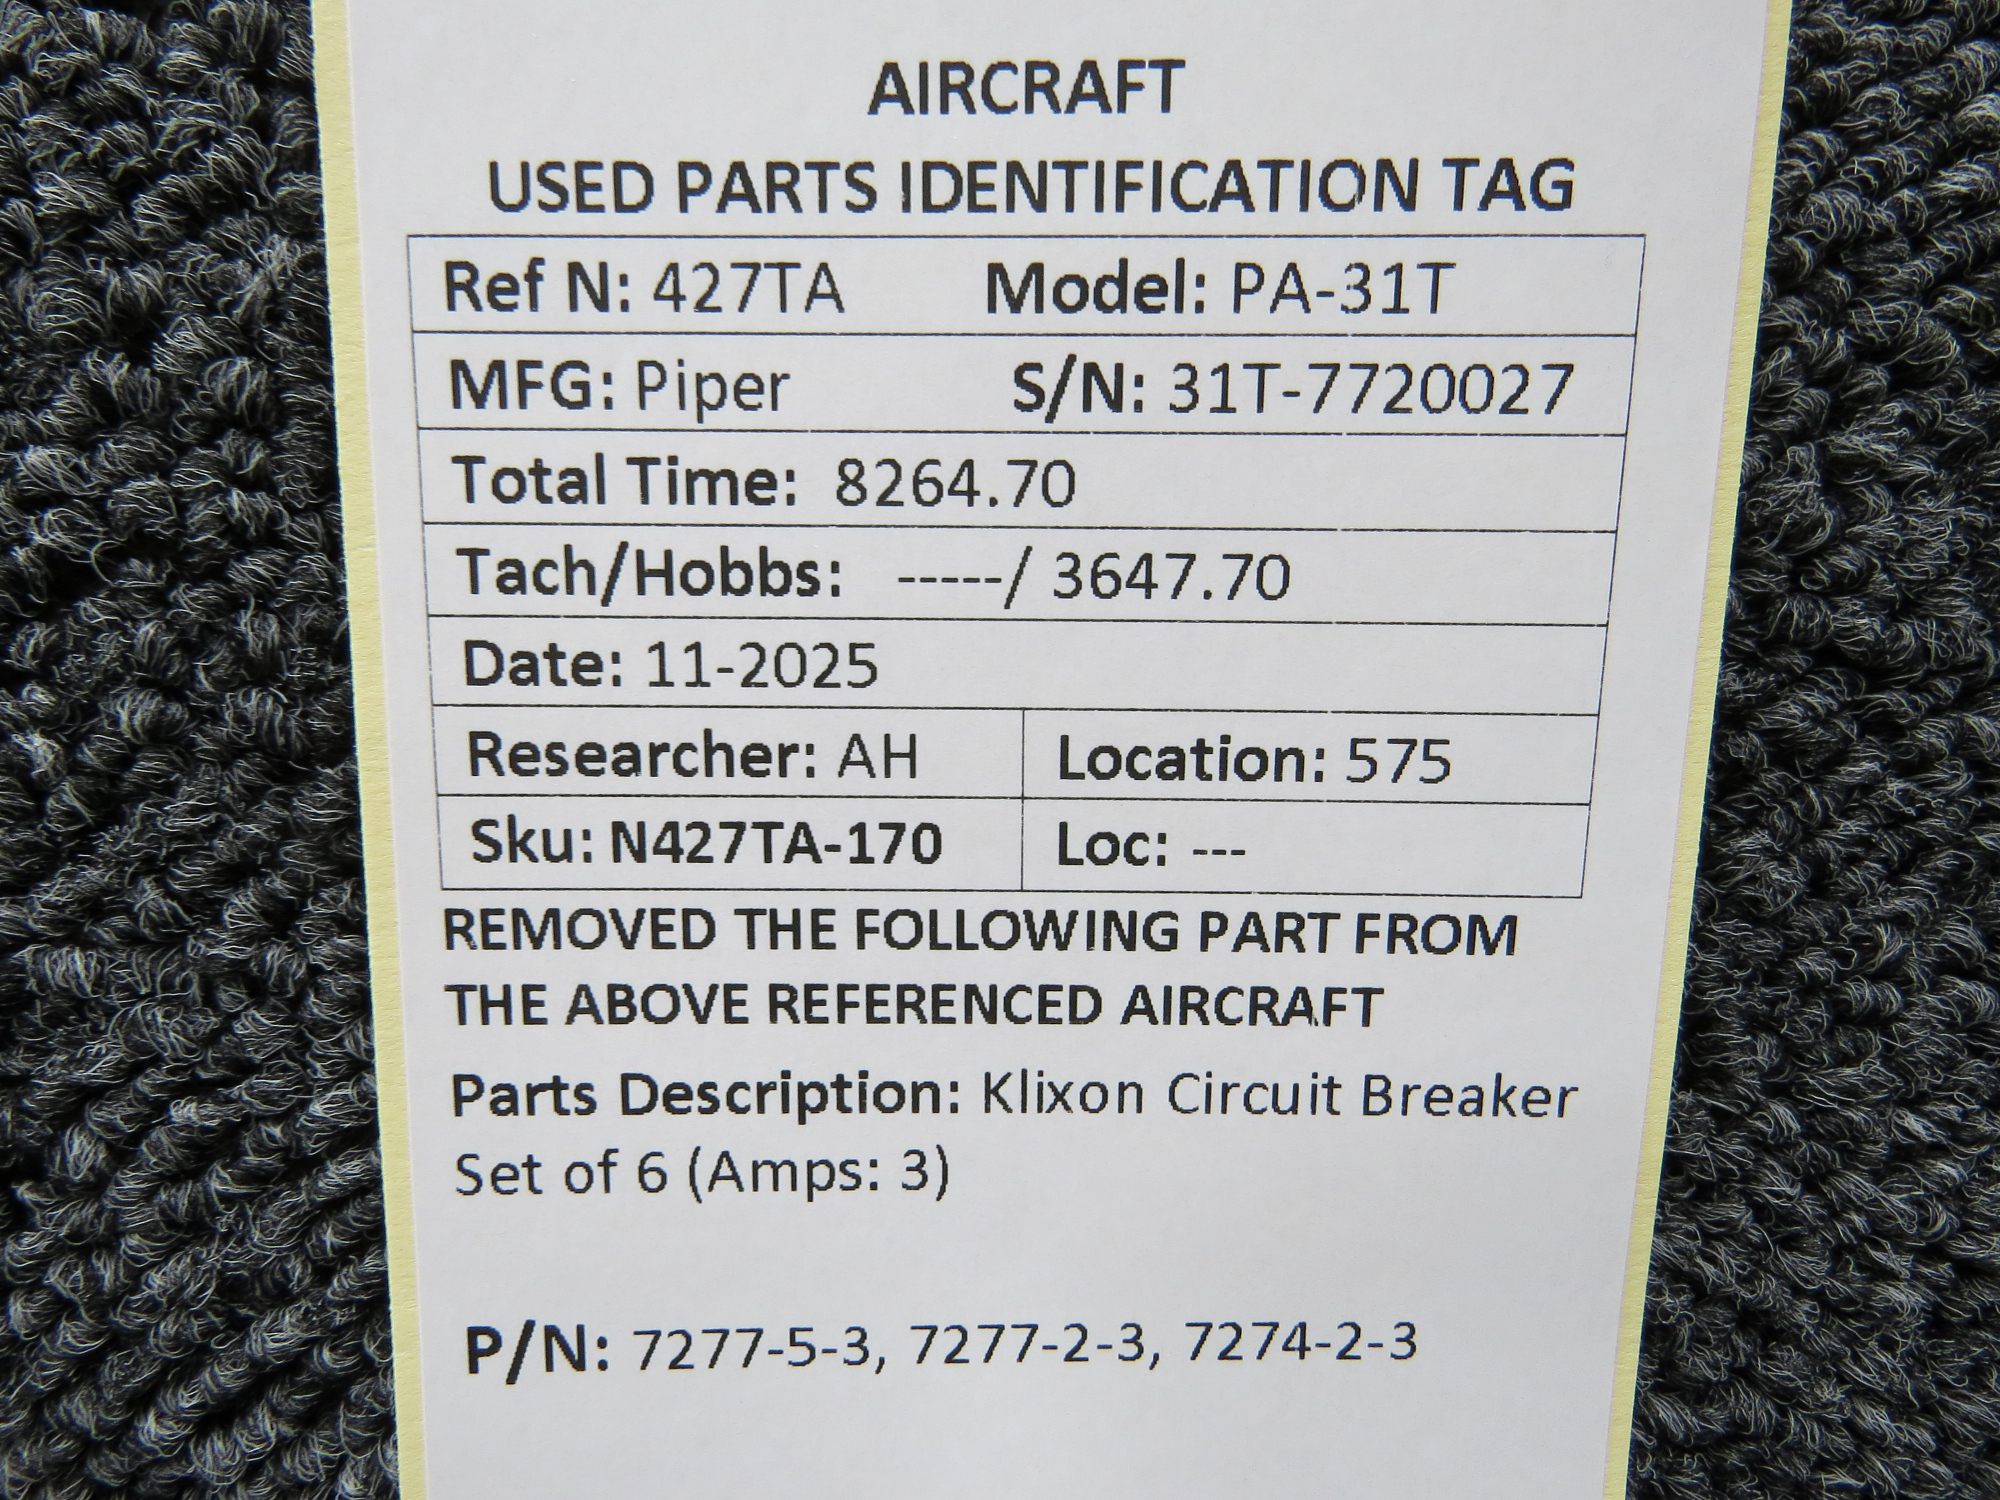 AIRCRAFT
USED PARTS IDENTIFICATION TAG
Ref N: 427TA Model: PA-31T
MFG: Piper S/N: 31T-7720027
Total Time: 8264.70
Tach/Hobbs: -----/ 3647.70
Date: 11-2025
Researcher: AH Location: 575
Sku: N427TA-170 Loc: ---
REMOVED THE FOLLOWING PART FROM
THE ABOVE REFERENCED AIRCRAFT
Parts Description: Klixon Circuit Breaker
Set of 6 (Amps: 3)
P/N: 7277-5-3, 7277-2-3, 7274-2-3